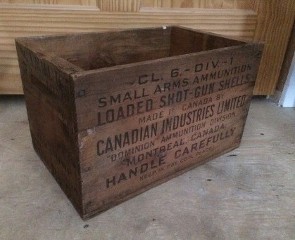 CL. 6 - DIV. 1
SMALL ARMS AMMUNITION
LOADED SHOT-GUN SHELLS
MADE IN CANADA BY
CANADIAN INDUSTRIES LIMITED
"DOMINION" AMMUNITION DIVISION
MONTREAL, CANADA
HANDLE CAREFULLY